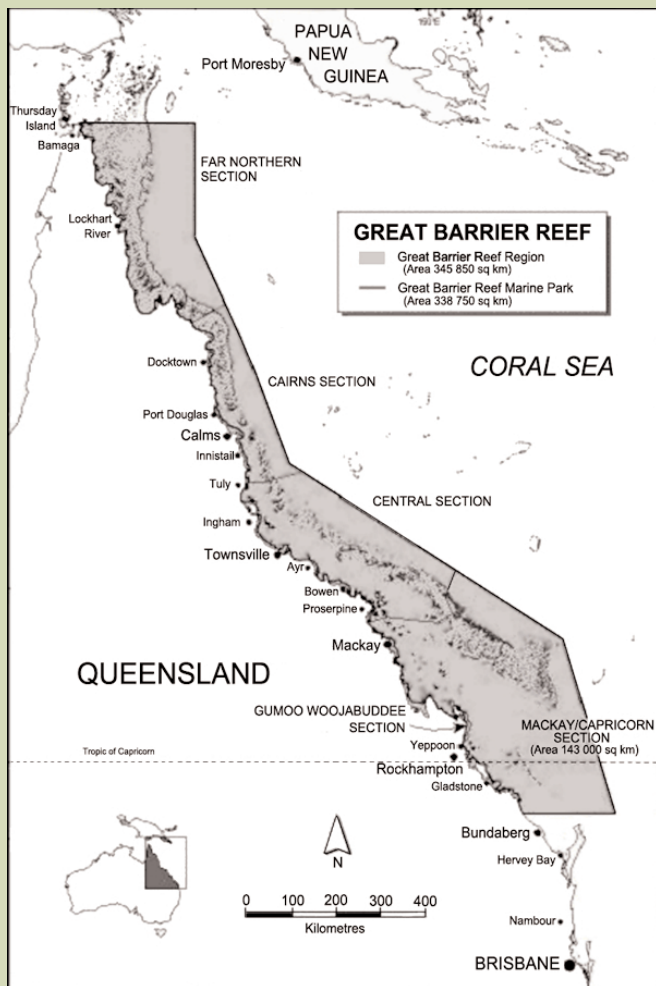 PAPUA
NEW
GUINEA
Port Moresby
Thursday
Island
Bamaga
FAR NORTHERN
SECTION
Lockhart
River
GREAT BARRIER REEF
Great Barrier Reef Region
(Area 345 850 sq km)
Great Barrier Reef Marine Park
(Area 338 750 sq km)
Docktown
CORAL SEA
CAIRNS SECTION
Port Douglas
Calms
Innistail
Tuly
CENTRAL SECTION
Ingham
Townsville
Ayr
Bowen
Proserpine
Mackay
QUEENSLAND
GUMOO WOOJABUDDEE
SECTION
MACKAY/CAPRICORN
SECTION
(Area 143 000 sq km)
Yeppoon
Tropic of Capricorn
Rockhampton
Gladstone
Bundaberg
Hervey Bay
N
0 100 200 300 400
Kilometres
Nambour
BRISBANE